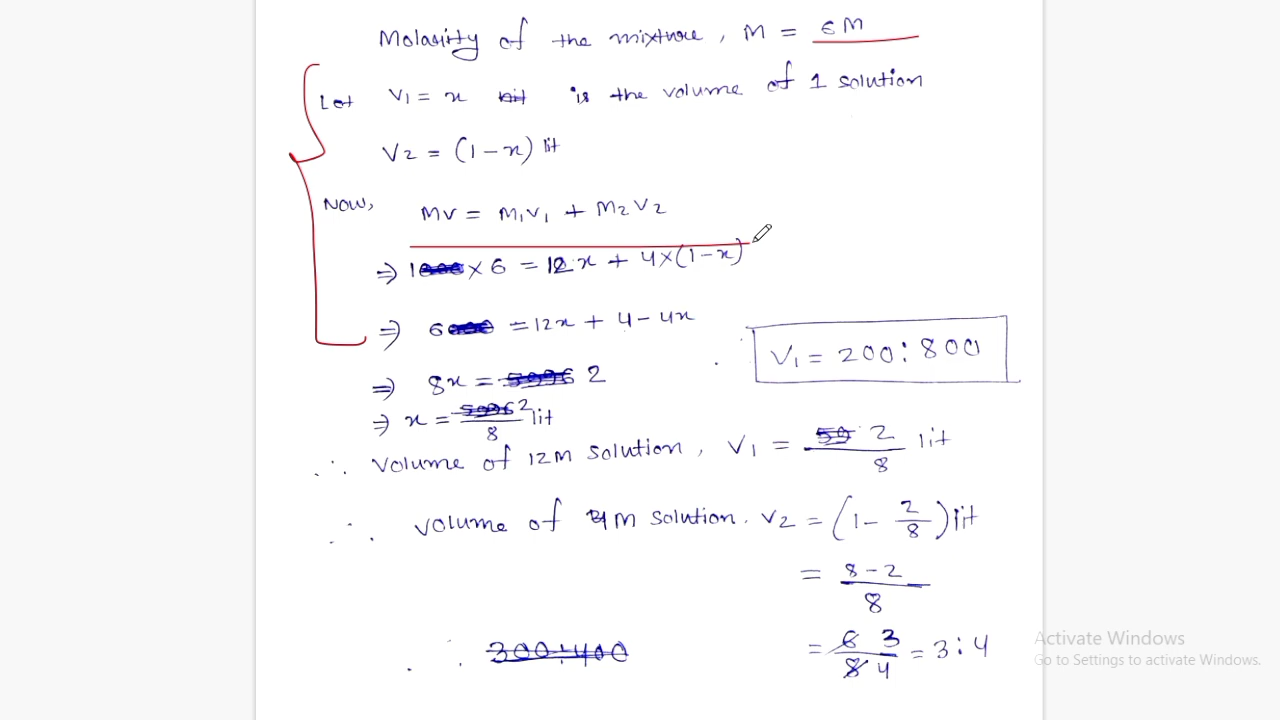 Molarity of the mixture, M = 6M
Let V1 = x is the volume of 1 solution
V2 = (1-x) lit
Now,
MV = M1V1 + M2V2
⇒ 1 × 6 = 12x + 4×(1-x)
⇒ 6 = 12x + 4 - 4x
V1 = 200:800
⇒ 8x = 2
⇒ x = 2/8 lit
∴ Volume of 12M solution, V1 = 2/8 lit
∴ volume of 4M solution. V2 = (1 - 2/8) lit
= 8-2/8
∴ 300:400
= 6 3/8 4 = 3:4
Activate Windows
Go to Settings to activate Windows.